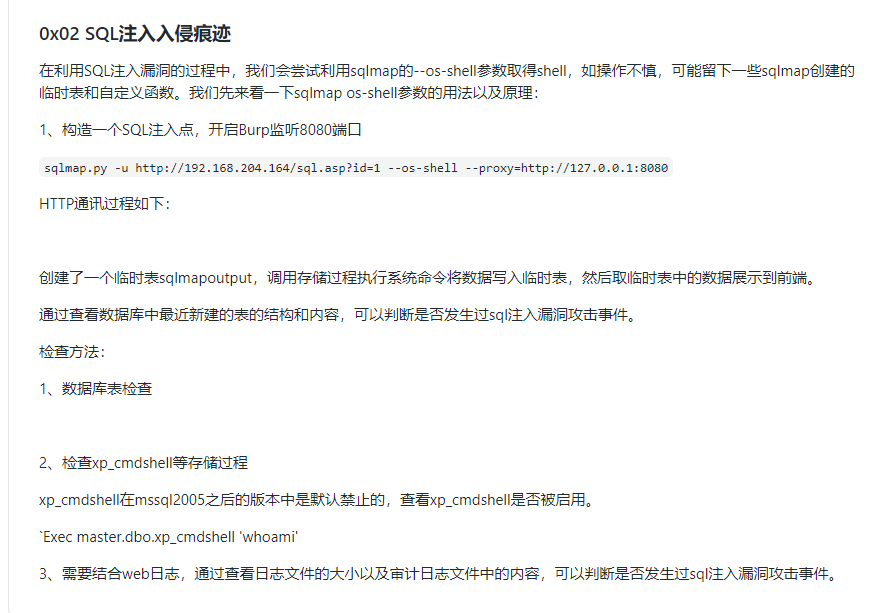 0x02 SQL注入入侵痕迹
在利用SQL注入漏洞的过程中，我们会尝试利用sqlmap的--os-shell参数取得shell，如操作不慎，可能留下一些sqlmap创建的
临时表和自定义函数。我们先来看一下sqlmap os-shell参数的用法以及原理：
1、构造一个SQL注入点，开启Burp监听8080端口
sqlmap.py -u http://192.168.204.164/sql.asp?id=1 --os-shell --proxy=http://127.0.0.1:8080
HTTP通讯过程如下：
创建了一个临时表sqlmapoutput，调用存储过程执行系统命令将数据写入临时表，然后取临时表中的数据展示到前端。
通过查看数据库中最近新建的表的结构和内容，可以判断是否发生过sql注入漏洞攻击事件。
检查方法：
1、数据库表检查
2、检查xp_cmdshell等存储过程
xp_cmdshell在mssql2005之后的版本中是默认禁止的，查看xp_cmdshell是否被启用。
`Exec master.dbo.xp_cmdshell 'whoami'
3、需要结合web日志，通过查看日志文件的大小以及审计日志文件中的内容，可以判断是否发生过sql注入漏洞攻击事件。